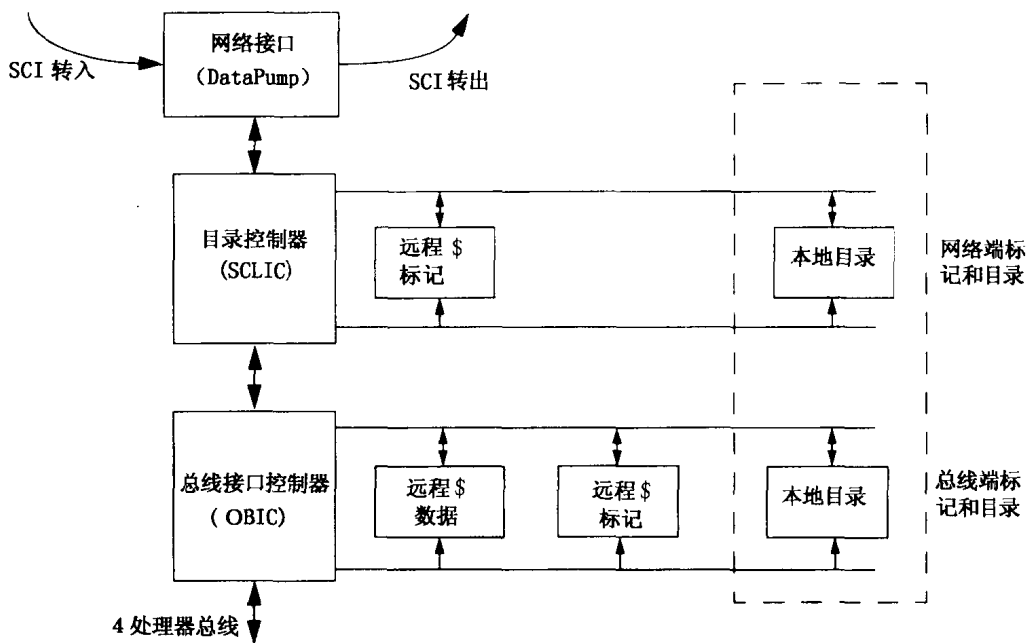 网络接口
(DataPump)
SCI 转入
SCI 转出
目录控制器
(SCLIC)
远程 $
标记
本地目录
网络端标
记和目录
总线接口控制器
( OBIC)
远程 $
数据
远程 $
标记
本地目录
总线端标
记和目录
4 处理器总线